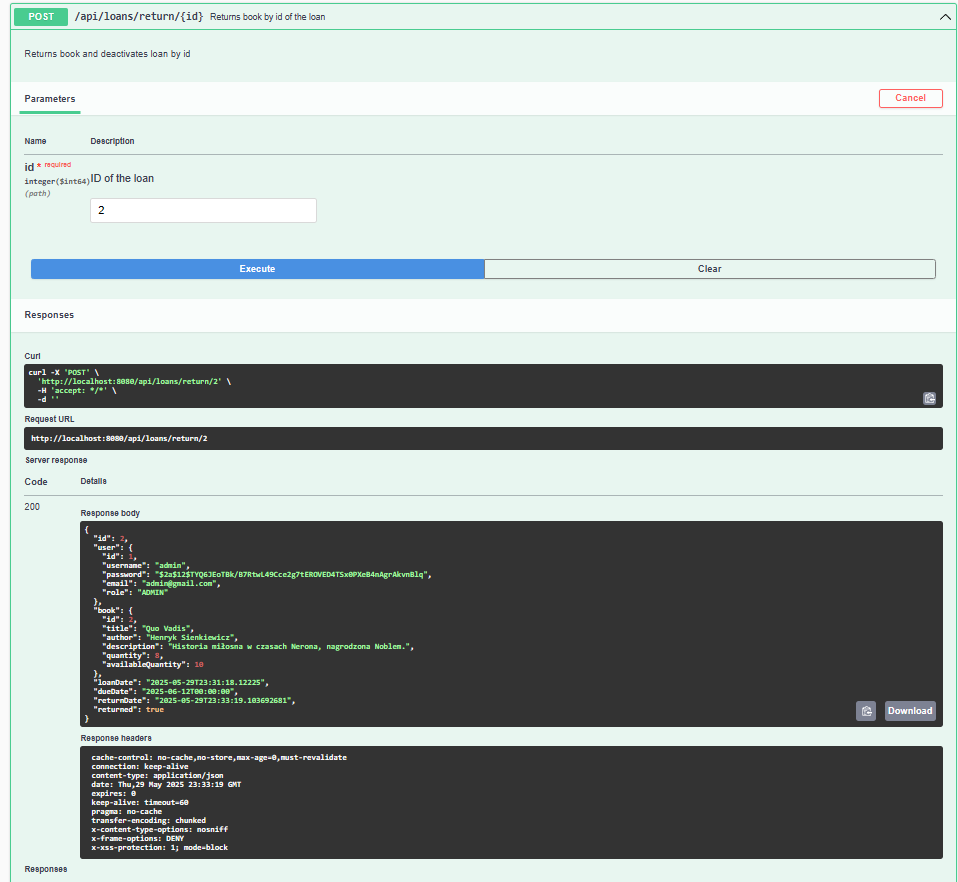 POST /api/loans/return/{id} Returns book by id of the loan
Returns book and deactivates loan by id
Parameters
Cancel
Name Description
id * required
integer($int64)
(path)
ID of the loan
2
Execute Clear
Responses
Curl
curl -X 'POST' \
'http://localhost:8080/api/loans/return/2' \
-H 'accept: */*' \
-d ''
Request URL
http://localhost:8080/api/loans/return/2
Server response
Code Details
200
Response body
{
"id": 2,
"user": {
"id": 1,
"username": "admin",
"password": "$2a$12$TYQ6JEoTBk/B7RtwL49Cce2g7tEROVED4TSx0PXeB4nAgrAkvnBlq",
"email": "admin@gmail.com",
"role": "ADMIN"
},
"book": {
"id": 2,
"title": "Quo Vadis",
"author": "Henryk Sienkiewicz",
"description": "Historia miłosna w czasach Nerona, nagrodzona Noblem.",
"quantity": 8,
"availableQuantity": 10
},
"loanDate": "2025-05-29T23:31:18.12225",
"dueDate": "2025-06-12T00:00:00",
"returnDate": "2025-05-29T23:33:19.103692681",
"returned": true
}
Download
Response headers
cache-control: no-cache,no-store,max-age=0,must-revalidate
connection: keep-alive
content-type: application/json
date: Thu,29 May 2025 23:33:19 GMT
expires: 0
keep-alive: timeout=60
pragma: no-cache
transfer-encoding: chunked
x-content-type-options: nosniff
x-frame-options: DENY
x-xss-protection: 1; mode=block
Responses